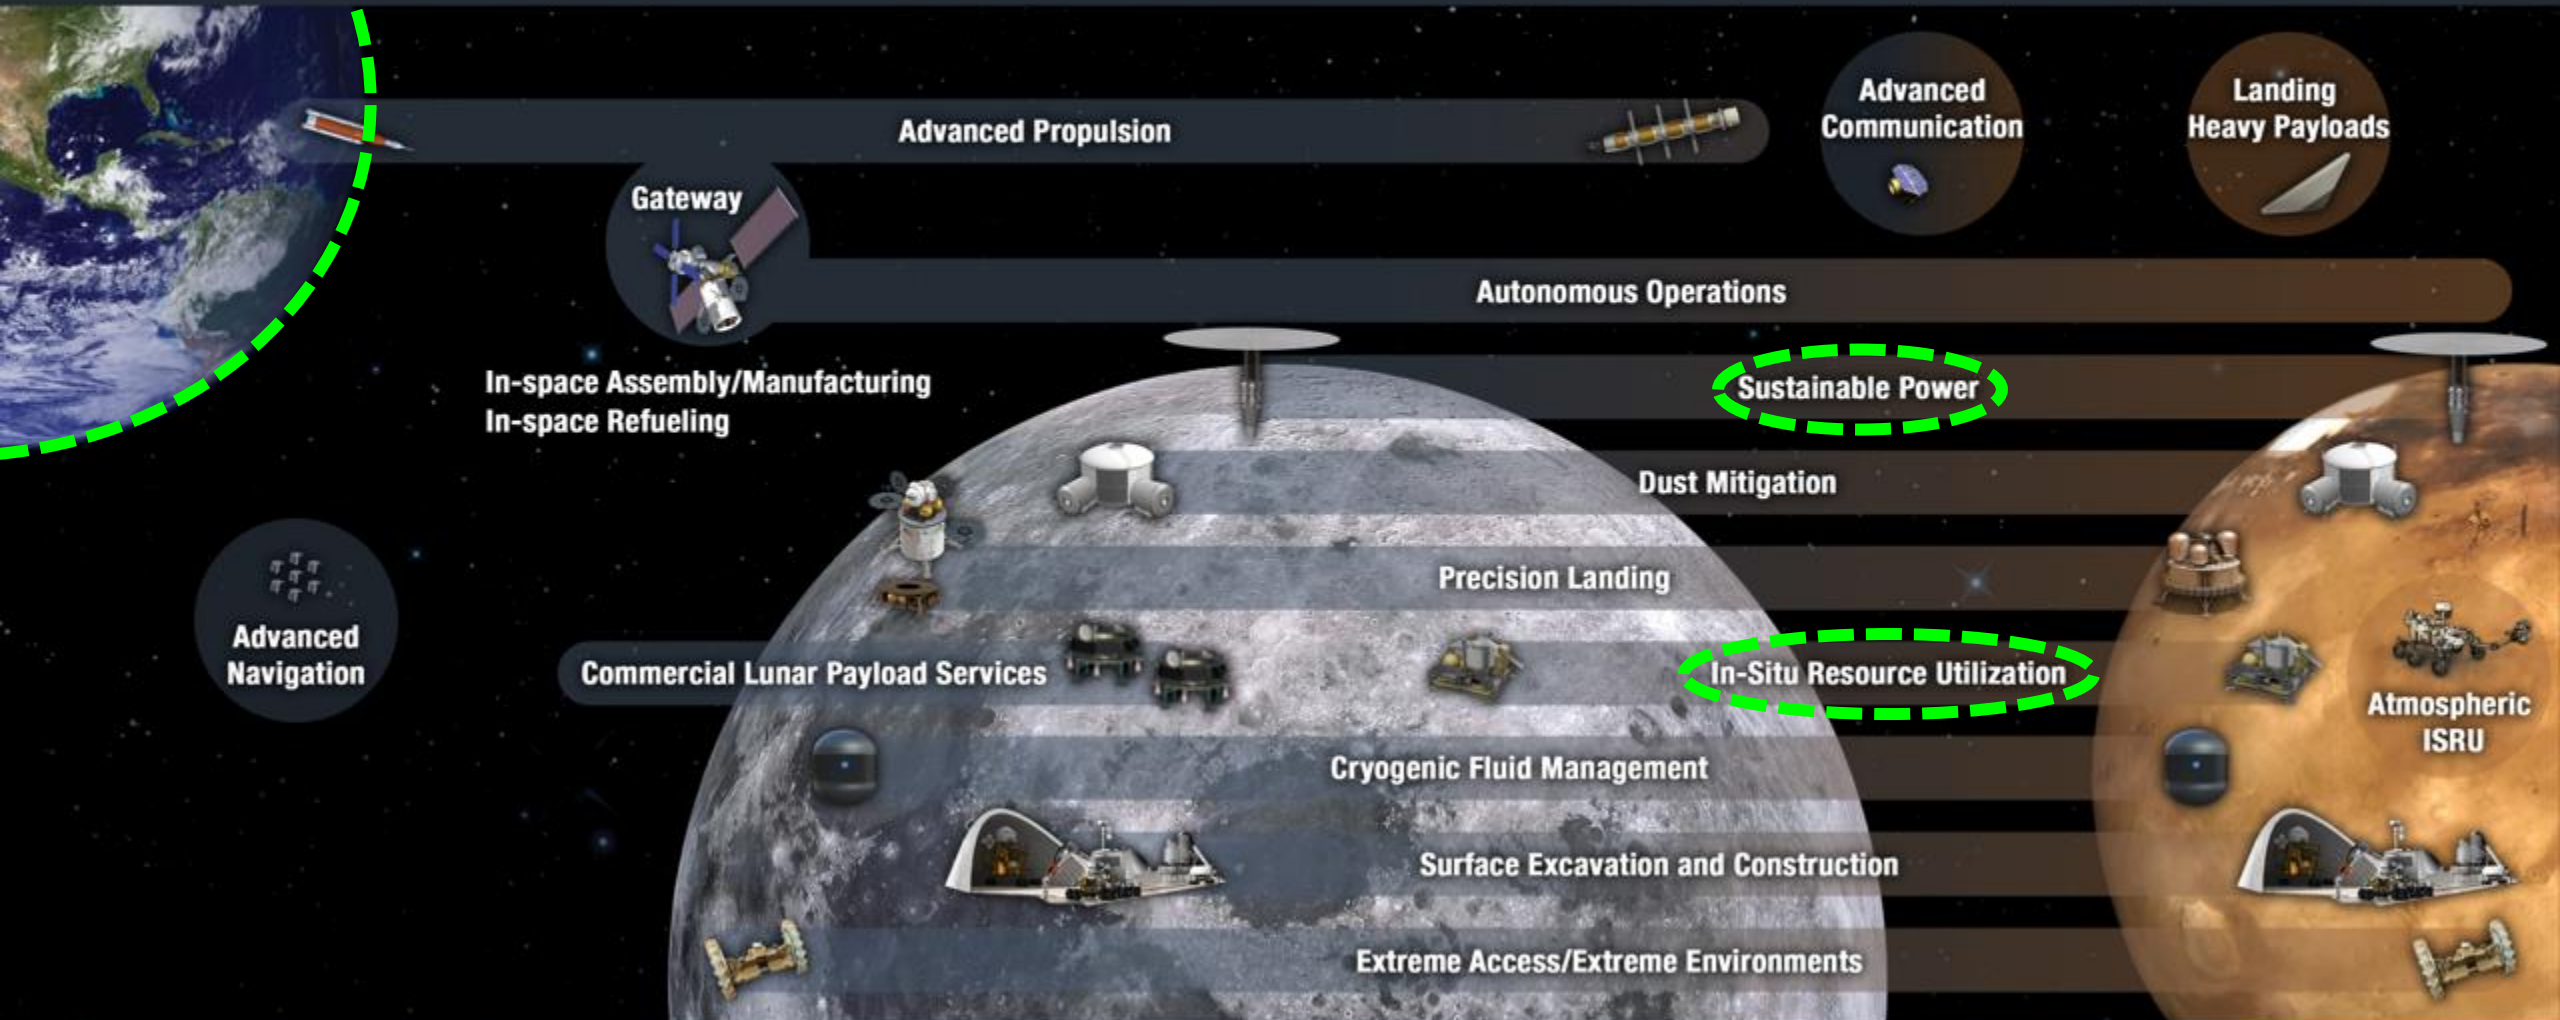 Advanced Propulsion
Advanced
Communication
Landing
Heavy Payloads
Gateway
Autonomous Operations
In-space Assembly/Manufacturing
In-space Refueling
Sustainable Power
Dust Mitigation
Precision Landing
Advanced
Navigation
Commercial Lunar Payload Services
In-Situ Resource Utilization
Atmospheric
ISRU
Cryogenic Fluid Management
Surface Excavation and Construction
Extreme Access/Extreme Environments